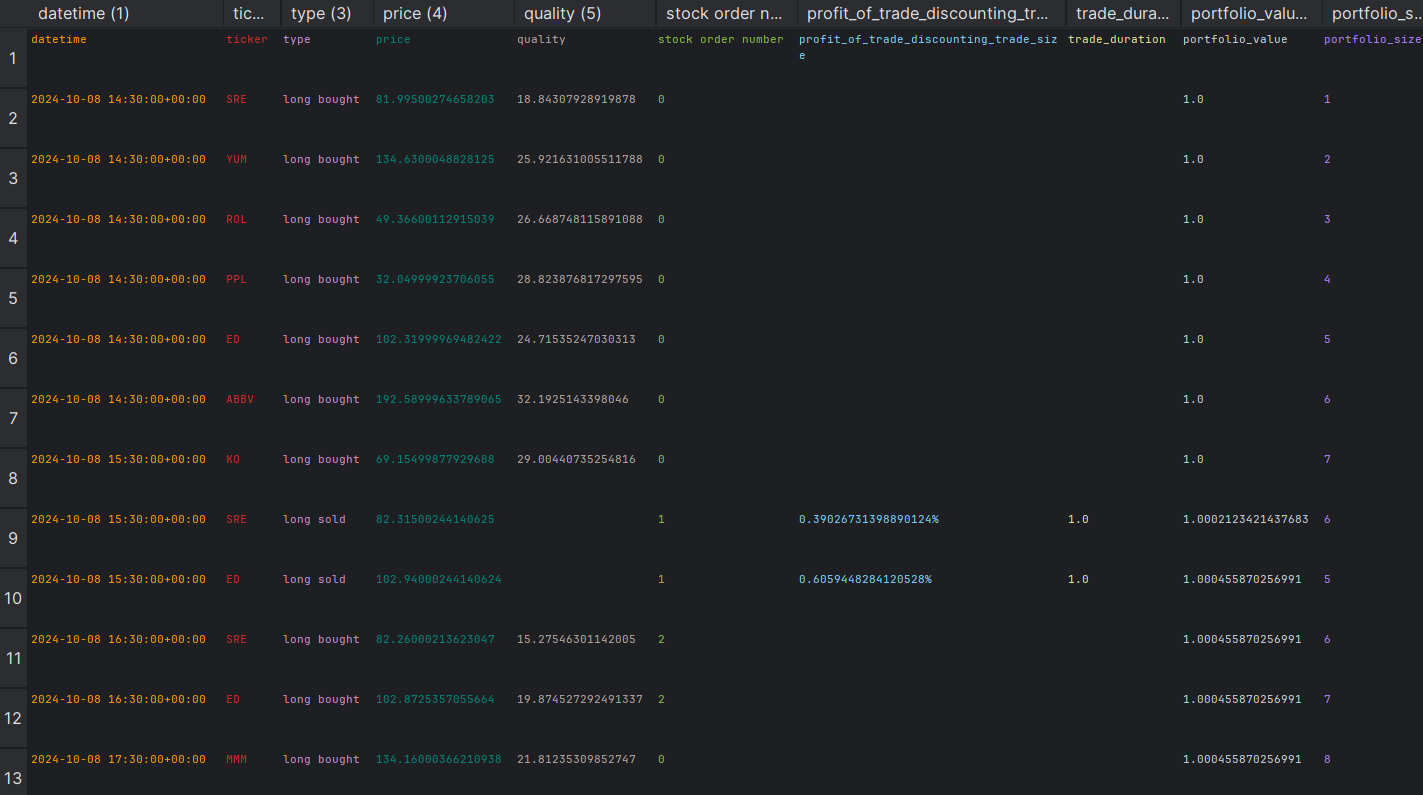 datetime (1) tic... type (3) price (4) quality (5) stock order n... profit_of_trade_discounting_tr... trade_dura... portfolio_valu... portfolio_s...
1 datetime ticker type price quality stock order number profit_of_trade_discounting_trade_siz trade_duration portfolio_value portfolio_size
e
2 2024-10-08 14:30:00+00:00 SRE long bought 81.99500274658203 18.84307928919878 0 1.0 1
3 2024-10-08 14:30:00+00:00 YUM long bought 134.6300048828125 25.921631005511788 0 1.0 2
4 2024-10-08 14:30:00+00:00 ROL long bought 49.36600112915039 26.668748115891088 0 1.0 3
5 2024-10-08 14:30:00+00:00 PPL long bought 32.04999923706055 28.823876817297595 0 1.0 4
6 2024-10-08 14:30:00+00:00 ED long bought 102.31999969482422 24.71535247030313 0 1.0 5
7 2024-10-08 14:30:00+00:00 ABBV long bought 192.58999633789065 32.1925143398046 0 1.0 6
8 2024-10-08 15:30:00+00:00 KO long bought 69.15499877929688 29.00440735254816 0 1.0 7
9 2024-10-08 15:30:00+00:00 SRE long sold 82.31500244140625 1 0.39026731398890124% 1.0 1.0002123421437683 6
10 2024-10-08 15:30:00+00:00 ED long sold 102.94000244140624 1 0.6059448284120528% 1.0 1.000455870256991 5
11 2024-10-08 16:30:00+00:00 SRE long bought 82.26000213623047 15.27546301142005 2 1.000455870256991 6
12 2024-10-08 16:30:00+00:00 ED long bought 102.8725357055664 19.874527292491337 2 1.000455870256991 7
13 2024-10-08 17:30:00+00:00 MMM long bought 134.16000366210938 21.81235309852747 0 1.000455870256991 8